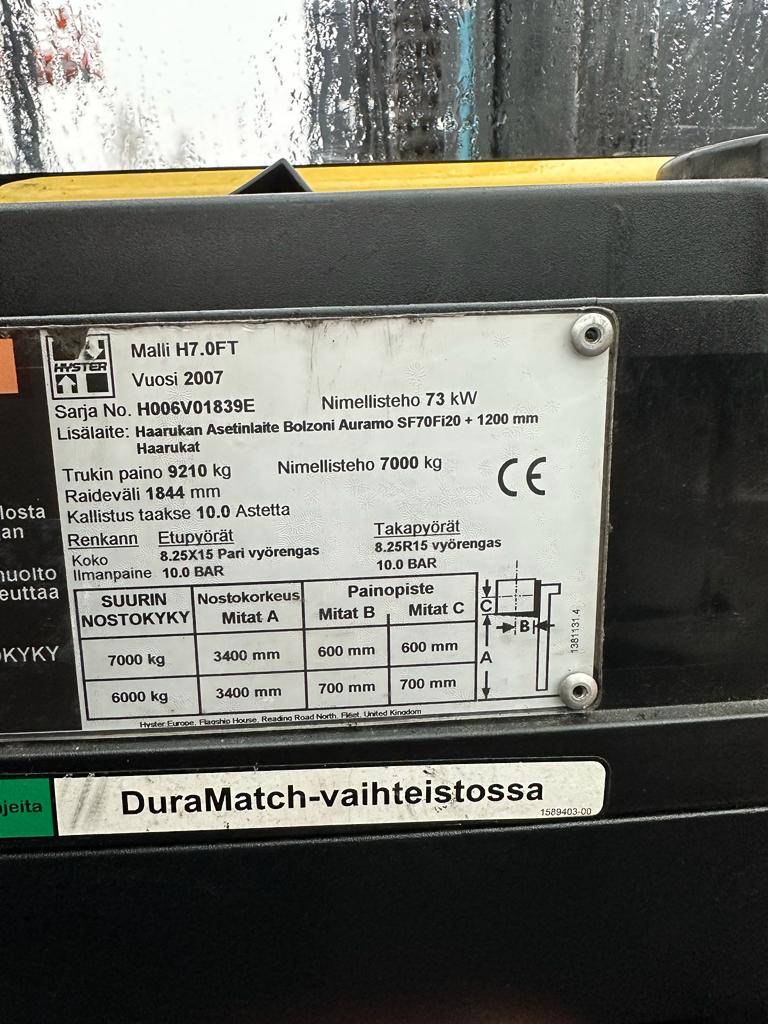 HYSTER
Malli H7.0FT
Vuosi 2007
Sarja No. H006V01839E Nimellisteho 73 kW
Lisälaite: Haarukan Asetinlaite Bolzoni Auramo SF70Fi20 + 1200 mm
Haarukat
Trukin paino 9210 kg Nimellisteho 7000 kg
CE
Raideväli 1844 mm
Kallistus taakse 10.0 Astetta
Renkann Etupyörät Takapyörät
Koko 8.25X15 Pari vyörengas 8.25R15 vyörengas
Ilmanpaine 10.0 BAR 10.0 BAR
SUURIN NOSTOKYKY Nostokorkeus Mitat A Painopiste Mitat B Mitat C
7000 kg 3400 mm 600 mm 600 mm
6000 kg 3400 mm 700 mm 700 mm
C
B
A
1381131.4
Hyster Europe, Flagship House, Reading Road North, Fleet, United Kingdom
losta
an
huolto
euttaa
OKYKY
jeita
DuraMatch-vaihteistossa
1589403-00